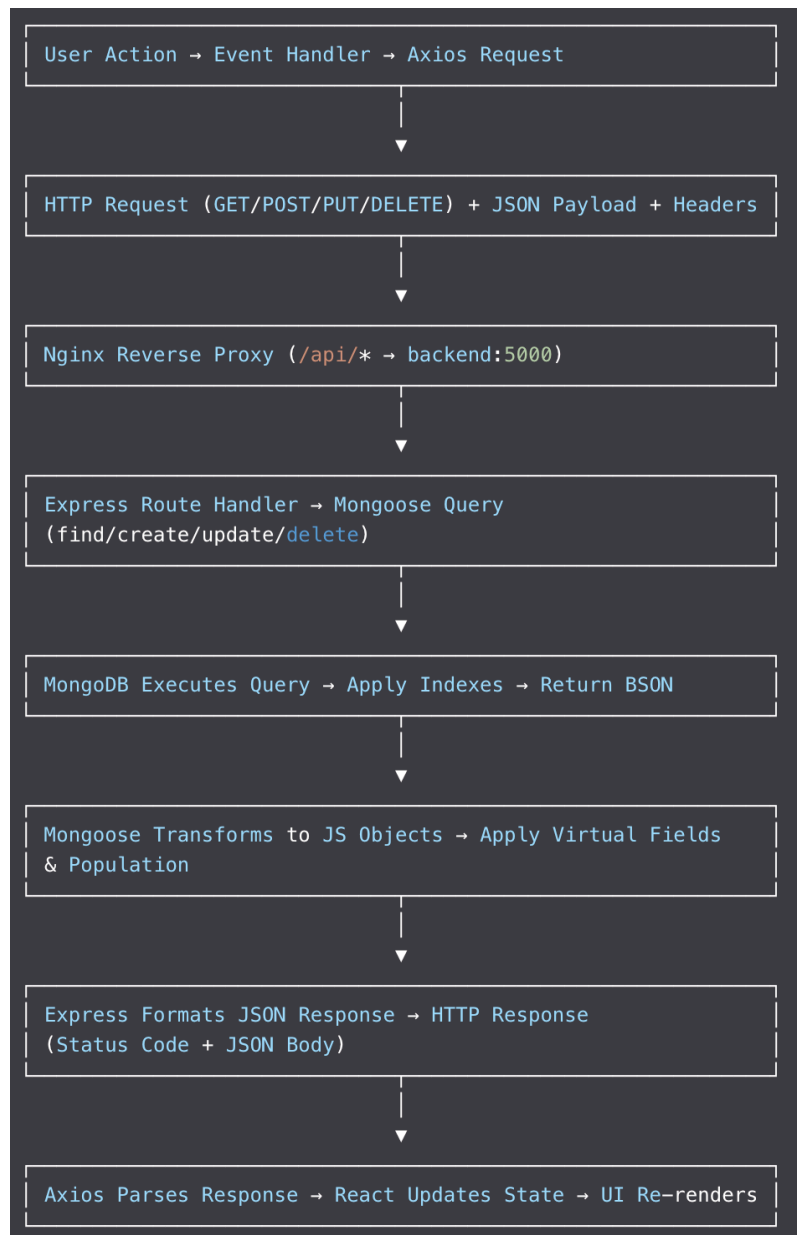 User Action → Event Handler → Axios Request
HTTP Request (GET/POST/PUT/DELETE) + JSON Payload + Headers
Nginx Reverse Proxy (/api/* → backend:5000)
Express Route Handler → Mongoose Query
(find/create/update/delete)
MongoDB Executes Query → Apply Indexes → Return BSON
Mongoose Transforms to JS Objects → Apply Virtual Fields
& Population
Express Formats JSON Response → HTTP Response
(Status Code + JSON Body)
Axios Parses Response → React Updates State → UI Re-renders